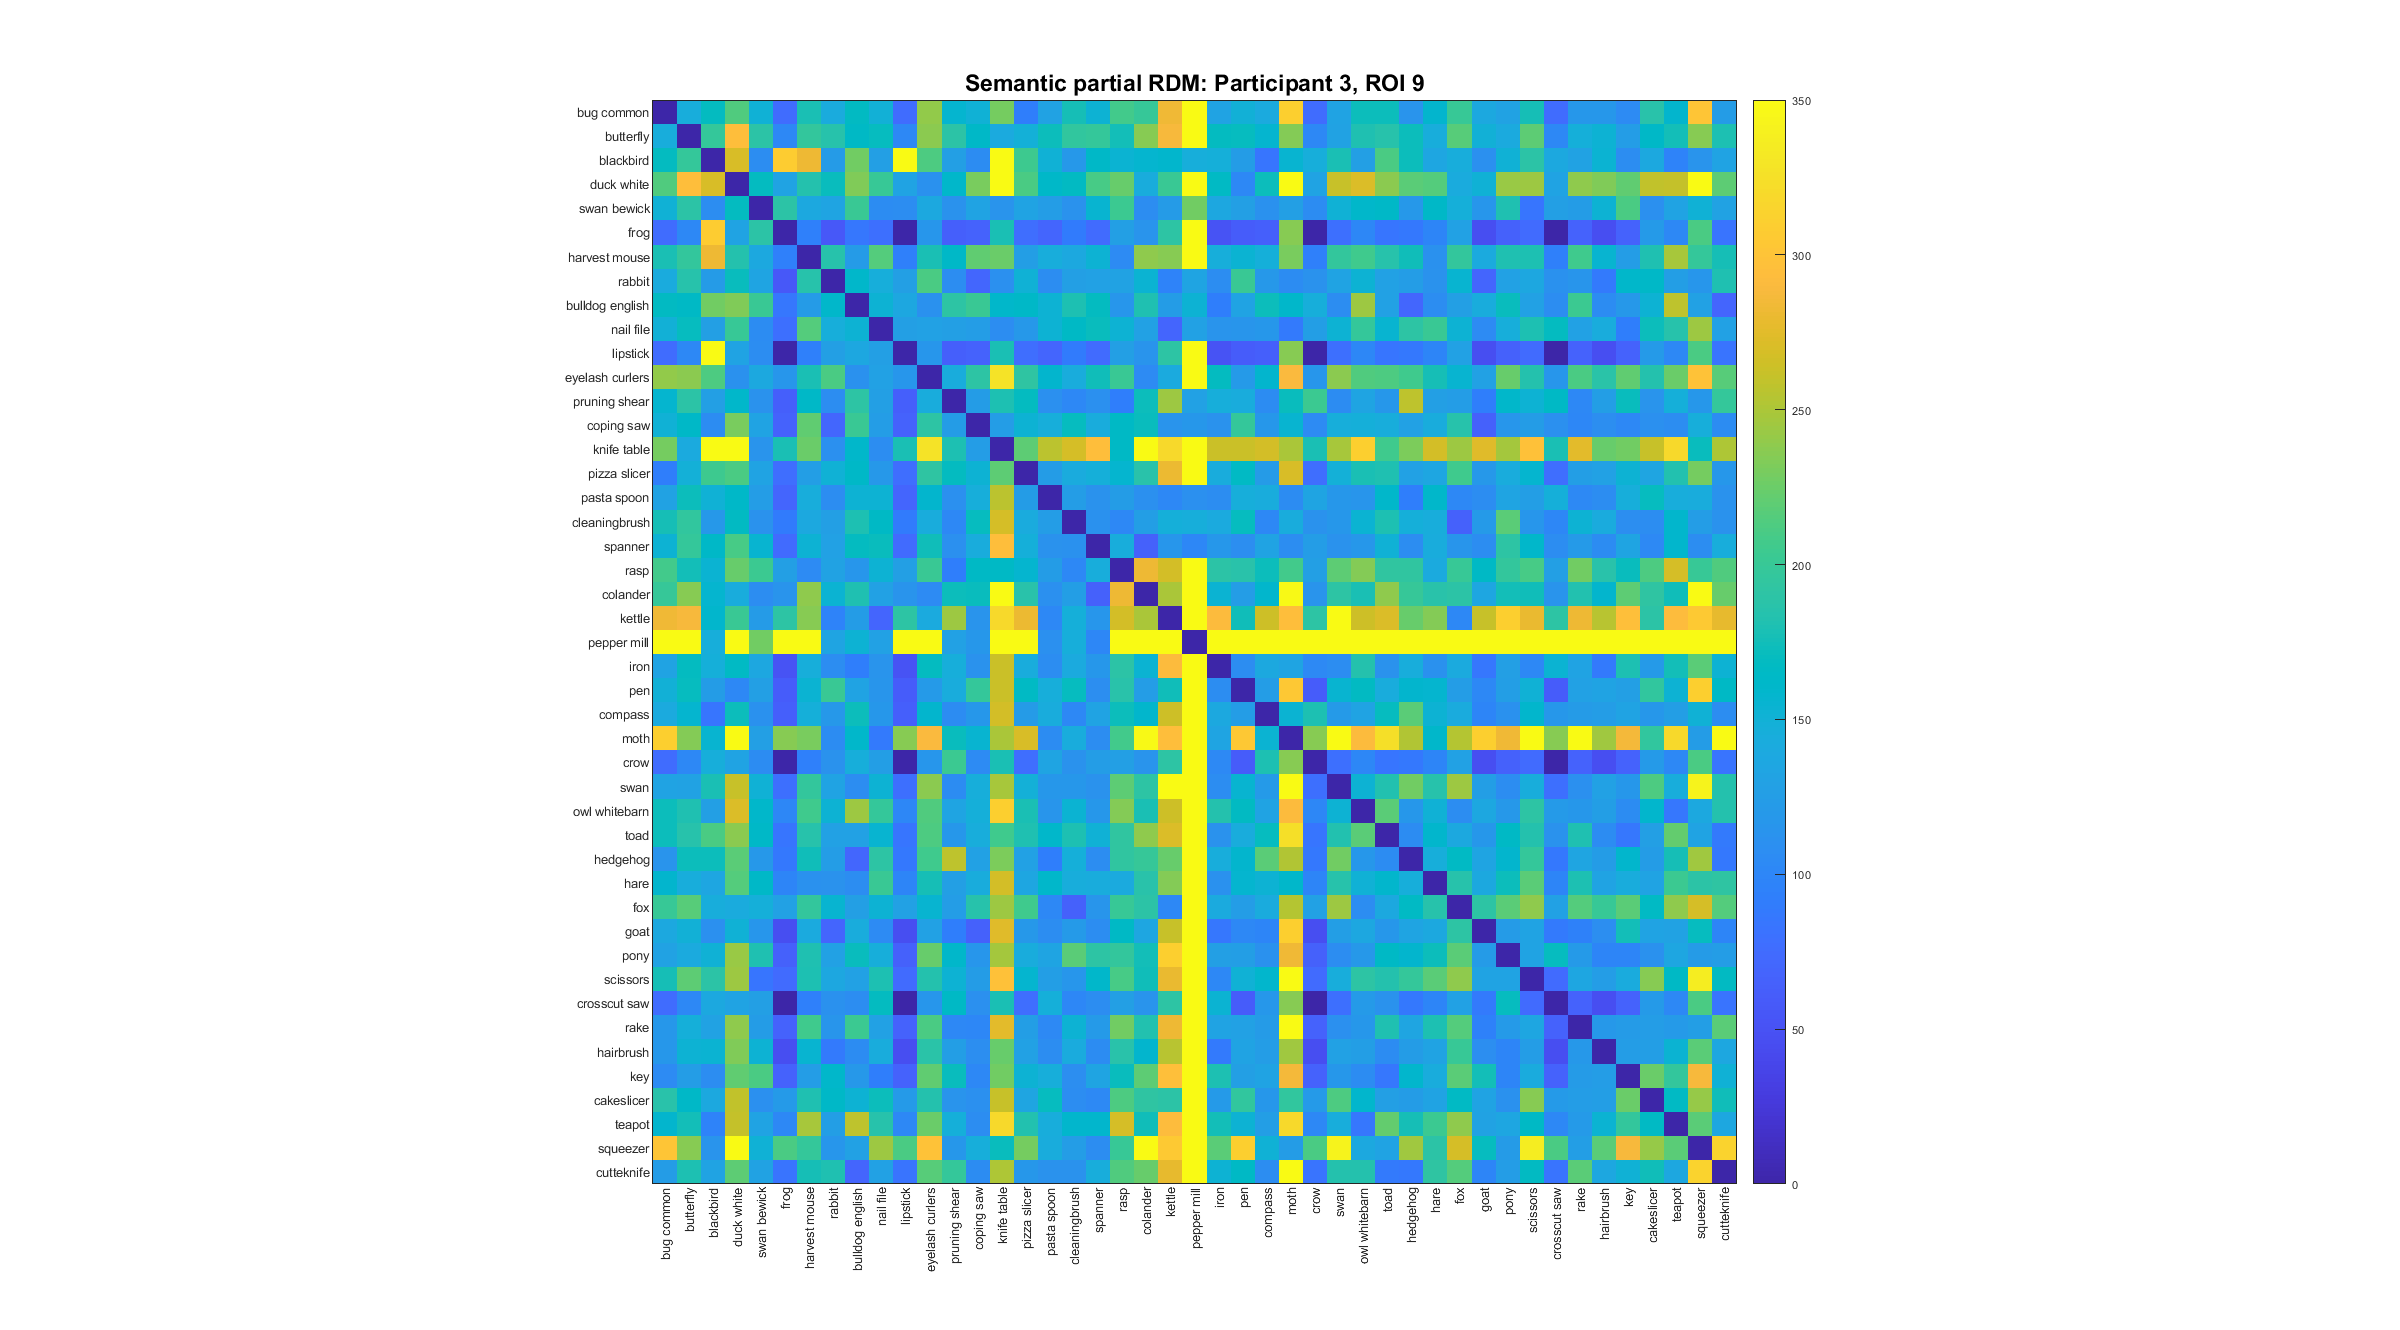 Semantic partial RDM: Participant 3, ROI 9
bug common
butterfly
blackbird
duck white
swan bewick
frog
harvest mouse
rabbit
bulldog english
nail file
lipstick
eyelash curlers
pruning shear
coping saw
knife table
pizza slicer
pasta spoon
cleaningbrush
spanner
rasp
colander
kettle
pepper mill
iron
pen
compass
moth
crow
swan
owl whitebarn
toad
hedgehog
hare
fox
goat
pony
scissors
crosscut saw
rake
hairbrush
key
cakeslicer
teapot
squeezer
cutteknife
bug common
butterfly
blackbird
duck white
swan bewick
frog
harvest mouse
rabbit
bulldog english
nail file
lipstick
eyelash curlers
pruning shear
coping saw
knife table
pizza slicer
pasta spoon
cleaningbrush
spanner
rasp
colander
kettle
pepper mill
iron
pen
compass
moth
crow
swan
owl whitebarn
toad
hedgehog
hare
fox
goat
pony
scissors
crosscut saw
rake
hairbrush
key
cakeslicer
teapot
squeezer
cutteknife
350
300
250
200
150
100
50
0